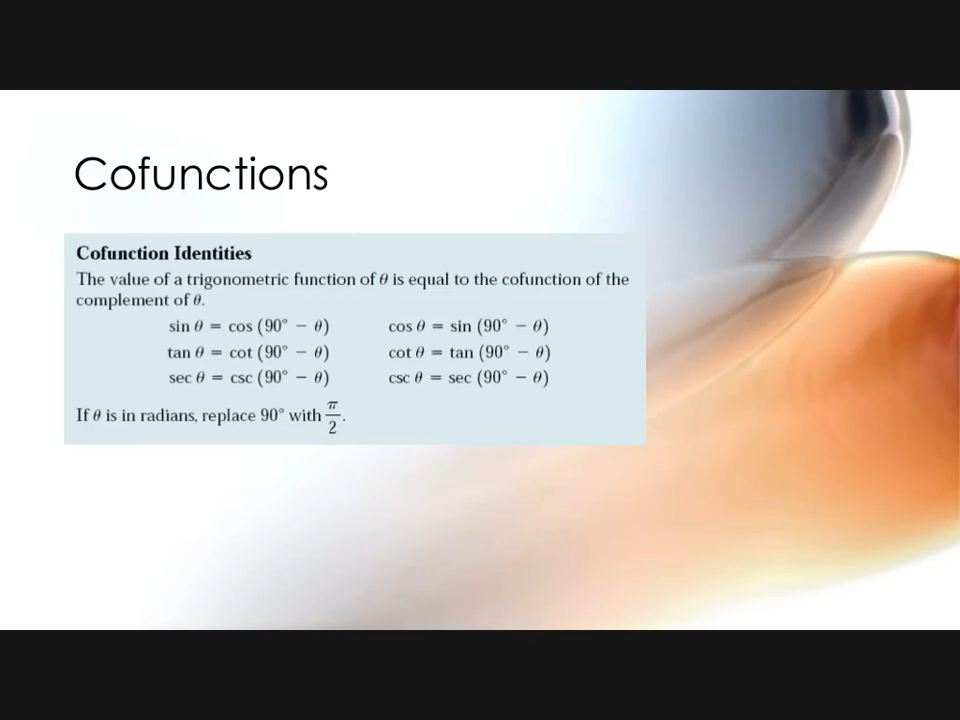 Cofunctions
Cofunction Identities
The value of a trigonometric function of θ is equal to the cofunction of the
complement of θ.
sin θ = cos (90° − θ) cos θ = sin (90° − θ)
tan θ = cot (90° − θ) cot θ = tan (90° − θ)
sec θ = csc (90° − θ) csc θ = sec (90° − θ)
If θ is in radians, replace 90° with π/2.